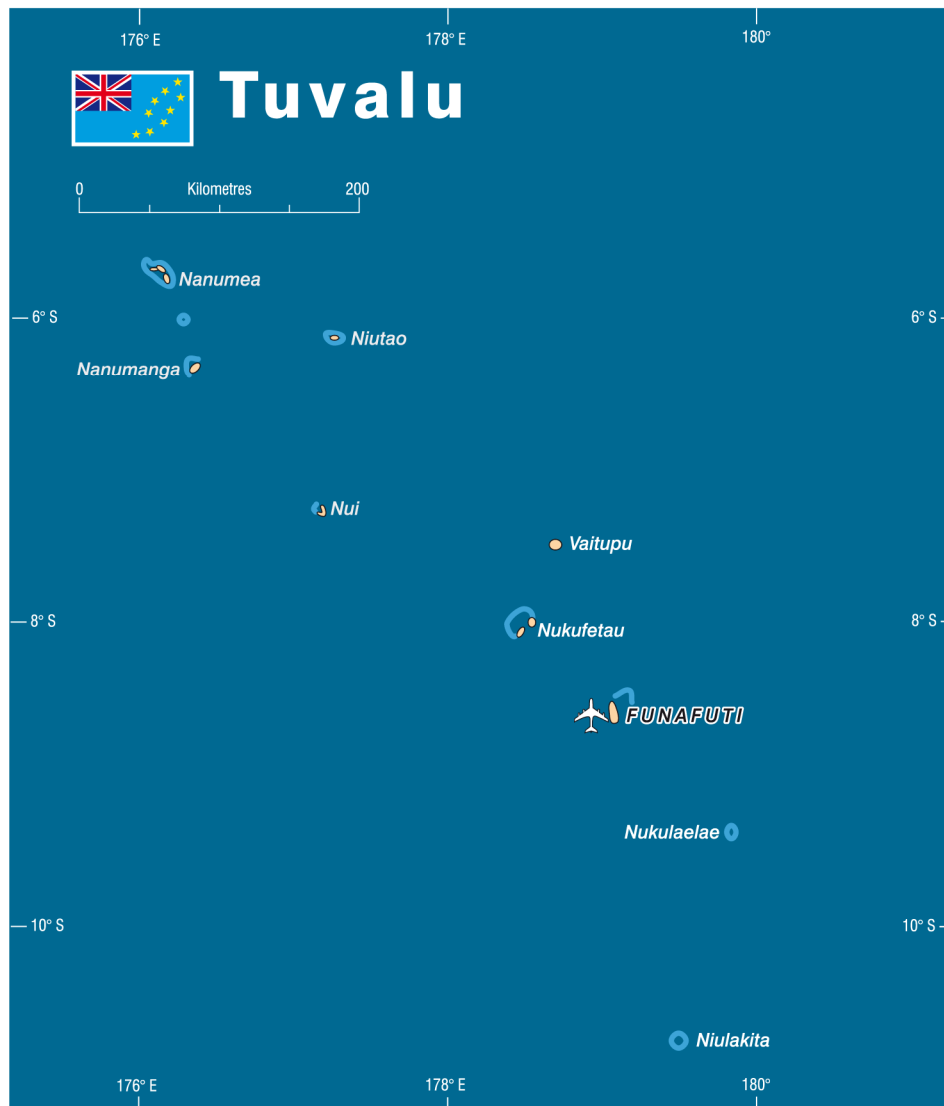 176° E 178° E 180°
Tuvalu
0 Kilometres 200
Nanumea
6° S 6° S
Niutao
Nanumanga
Nui
Vaitupu
8° S 8° S
Nukufetau
FUNAFUTI
Nukulaelae
10° S 10° S
Niulakita
176° E 178° E 180°